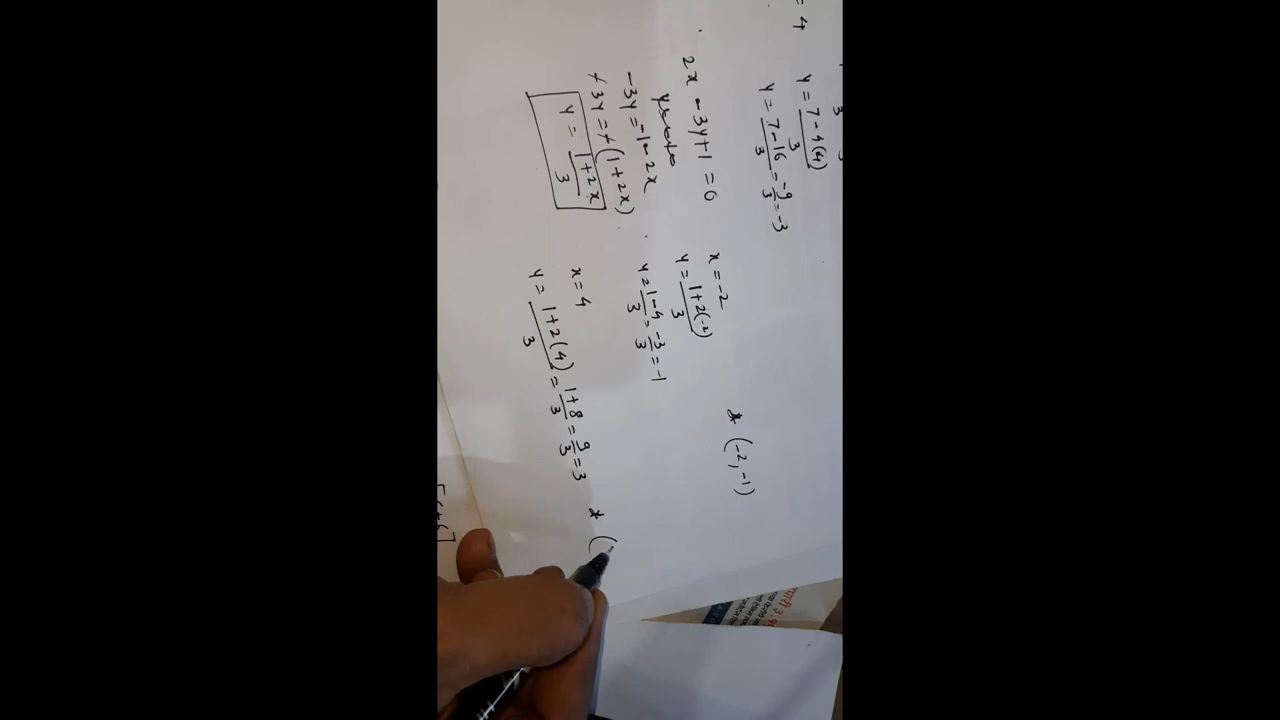 = 4
y = 7-4(4)
3
y = 7-16 = -9 = -3
3 3
2x - 3y + 1 = 0
-3y = -1 - 2x
+3y = +(1+2x)
y = 1+2x
3
x = -2
y = 1+2(-2)
3
y = 1-4 = -3 = -1
3 3
* (-2, -1)
x = 4
y = 1+2(4) = 1+8 = 9 = 3
3 3 3
* (